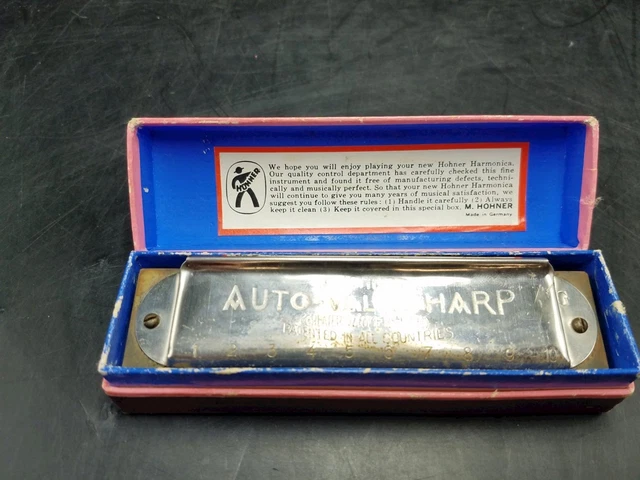 HOHNER
We hope you will enjoy playing your new Hohner Harmonica.
Our quality control department has carefully checked this fine
instrument and found it free of manufacturing defects, techni-
cally and musically perfect. So that your new Hohner Harmonica
will continue to give you many years of musical satisfaction, we
suggest you follow these rules: (1) Handle it carefully (2) Always
keep it clean (3) Keep it covered in this special box. M. HOHNER
Made in Germany
AUTO HARP
IN ALL COUNTRIES
1 2 3 4 5 6 7 8 9 10